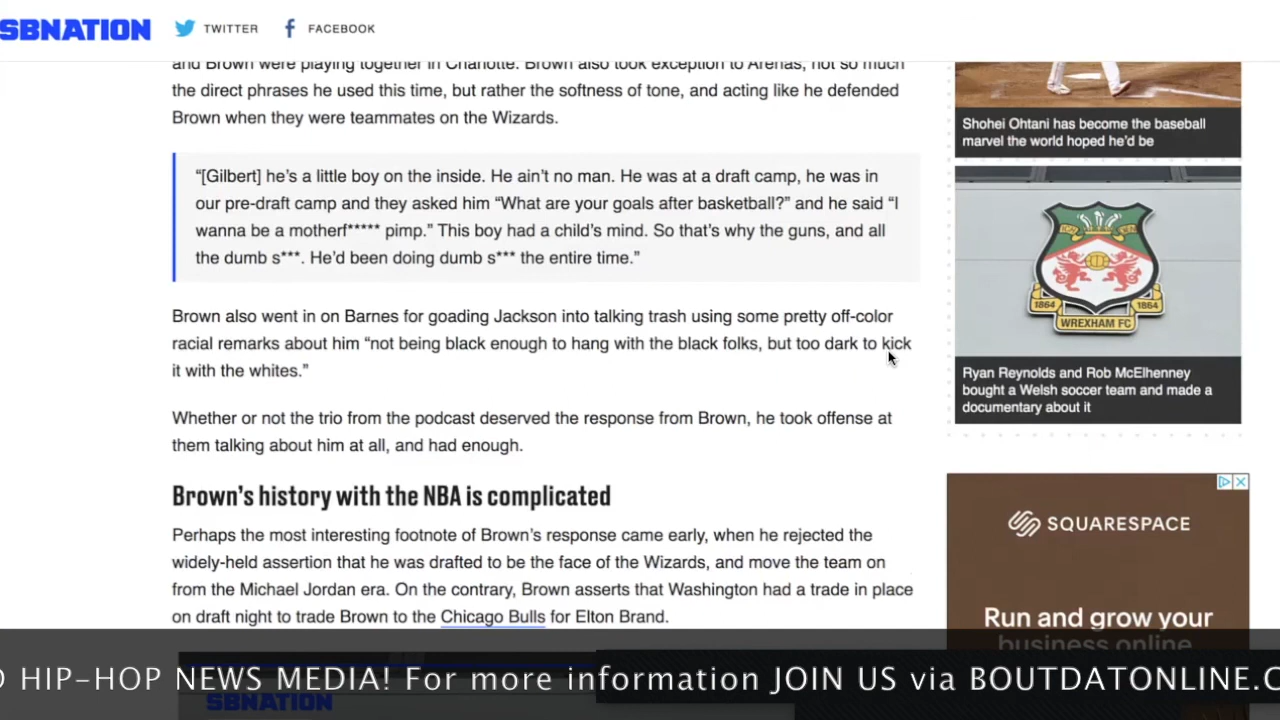 SBNATION
TWITTER
FACEBOOK
and Brown were playing together in Charlotte. Brown also took exception to Arenas, not so much
the direct phrases he used this time, but rather the softness of tone, and acting like he defended
Brown when they were teammates on the Wizards.
“[Gilbert] he’s a little boy on the inside. He ain’t no man. He was at a draft camp, he was in
our pre-draft camp and they asked him “What are your goals after basketball?” and he said “I
wanna be a motherf***** pimp.” This boy had a child’s mind. So that’s why the guns, and all
the dumb s***. He’d been doing dumb s*** the entire time.”
Brown also went in on Barnes for goading Jackson into talking trash using some pretty off-color
racial remarks about him “not being black enough to hang with the black folks, but too dark to kick
it with the whites.”
Whether or not the trio from the podcast deserved the response from Brown, he took offense at
them talking about him at all, and had enough.
Brown’s history with the NBA is complicated
Perhaps the most interesting footnote of Brown’s response came early, when he rejected the
widely-held assertion that he was drafted to be the face of the Wizards, and move the team on
from the Michael Jordan era. On the contrary, Brown asserts that Washington had a trade in place
on draft night to trade Brown to the Chicago Bulls for Elton Brand.
Shohei Ohtani has become the baseball
marvel the world hoped he’d be
1864
1864
WREXHAM FC
Ryan Reynolds and Rob McElhenney
bought a Welsh soccer team and made a
documentary about it
SQUARESPACE
Run and grow your
business online
HIP-HOP NEWS MEDIA! For more information JOIN US via BOUTDATONLINE.C
SBNATION